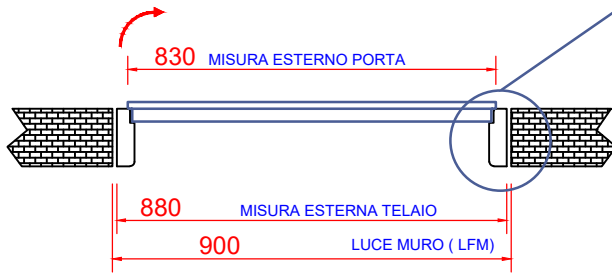 830 MISURA ESTERNO PORTA
880 MISURA ESTERNA TELAIO
900 LUCE MURO ( LFM)